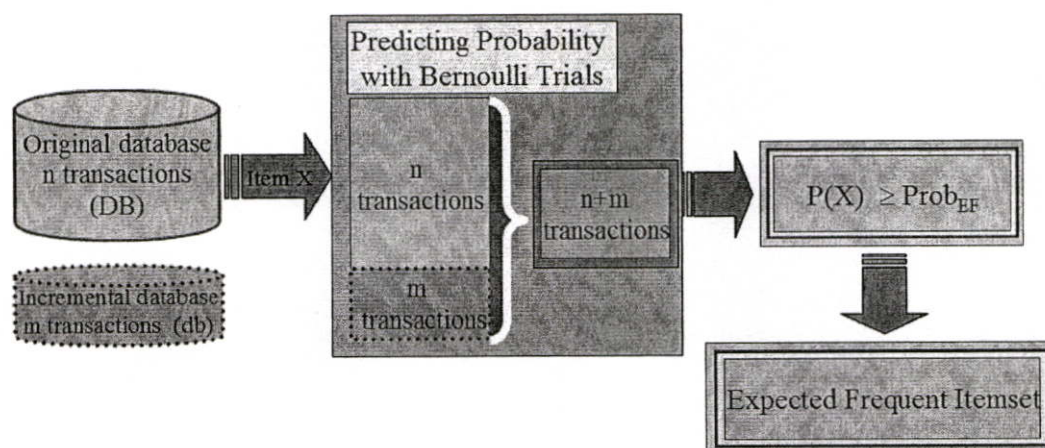 Original database
n transactions
(DB)
Incremental database
m transactions (db)
Item X
Predicting Probability
with Bernoulli Trials
n
transactions
m
transactions
n+m
transactions
P(X) ≥ Prob_EF
Expected Frequent Itemset